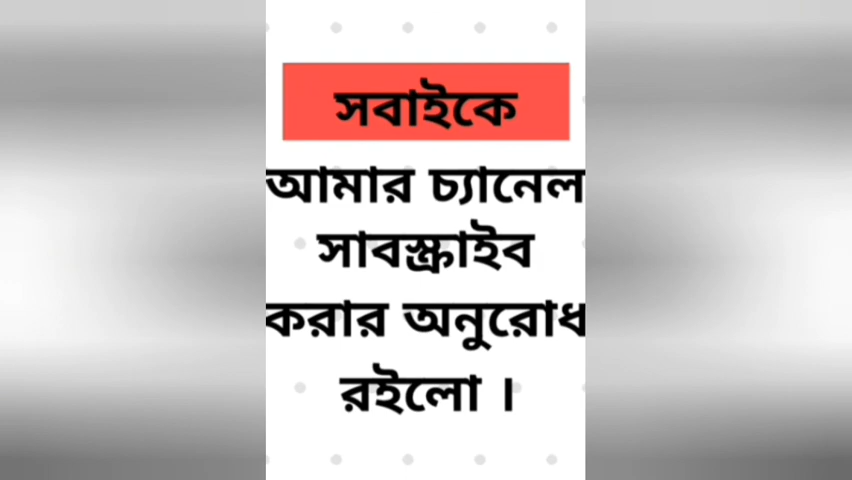 সবাইকে
আমার চ্যানেল
সাবস্ক্রাইব
করার অনুরোধ
রইলো ।